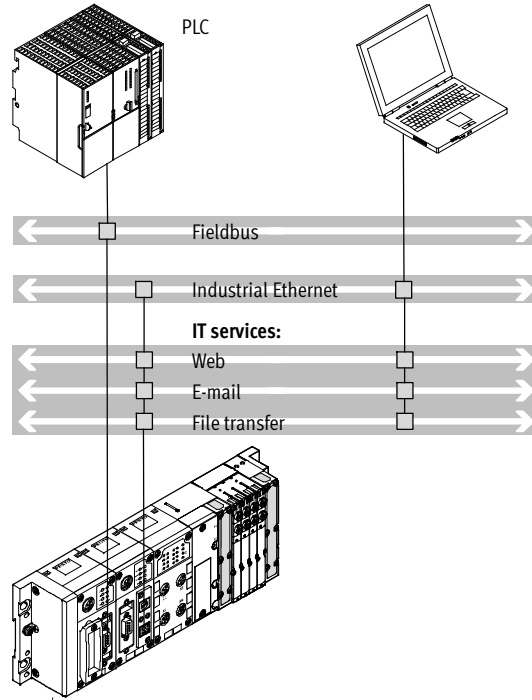 PLC
Fieldbus
Industrial Ethernet
IT services:
Web
E-mail
File transfer